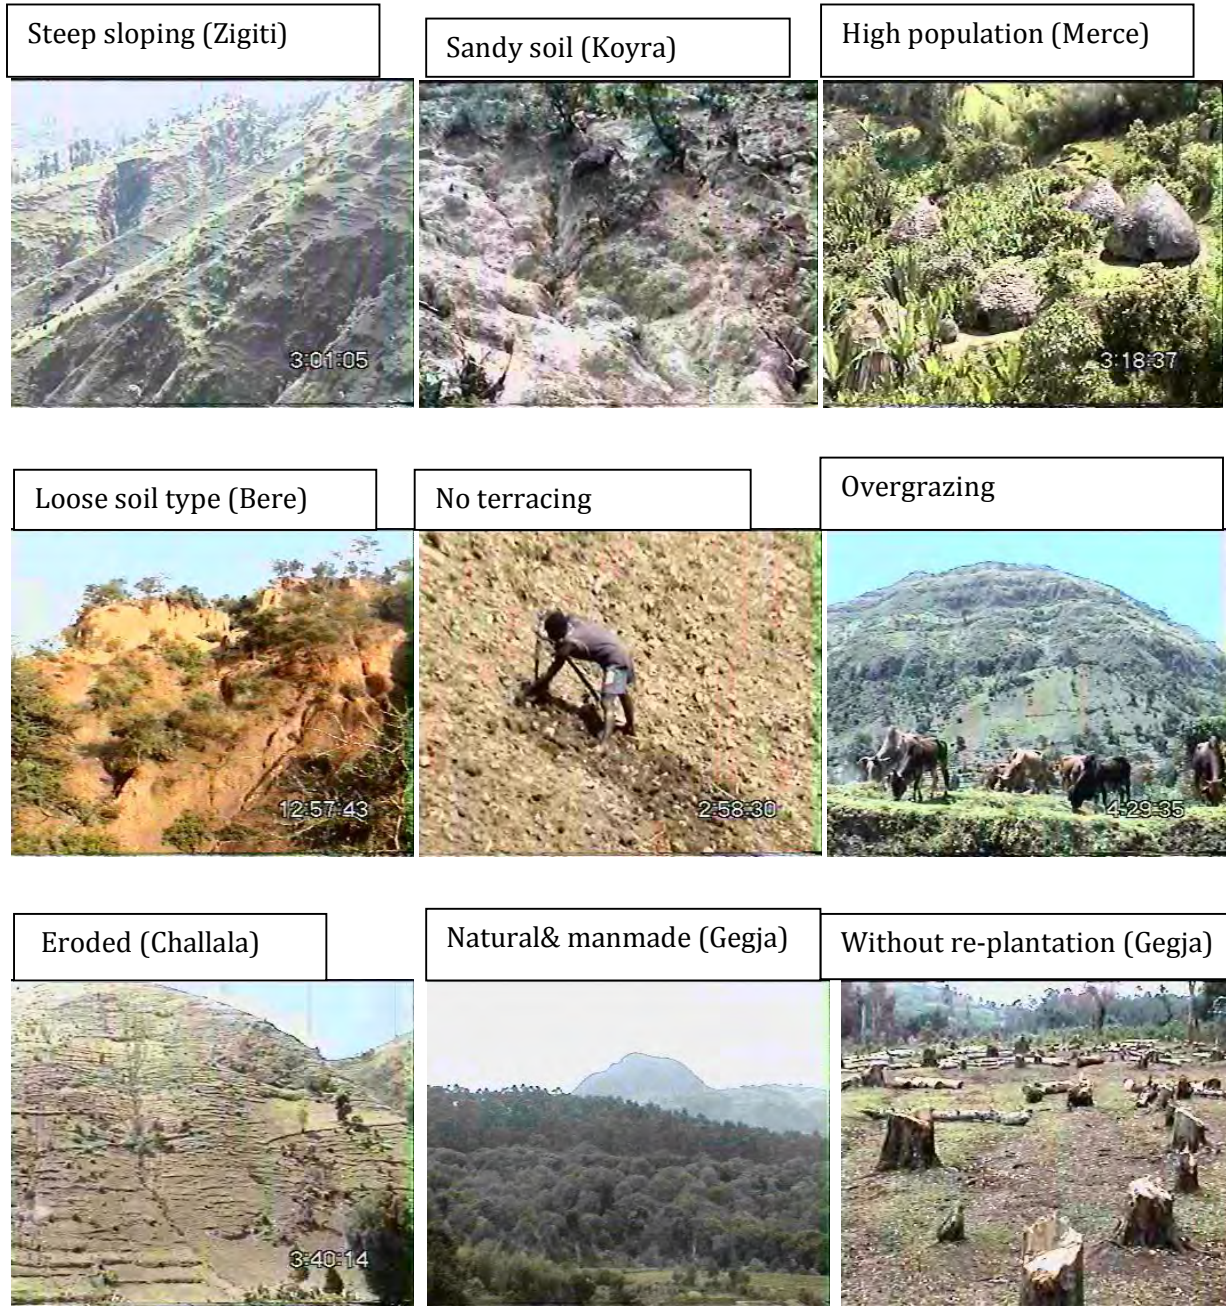 Steep sloping (Zigiti)
Sandy soil (Koyra)
High population (Merce)
3:01:05
3:18:37
Loose soil type (Bere)
No terracing
Overgrazing
12:57:43
2:58:30
4:29:35
Eroded (Challala)
Natural& manmade (Gegja)
Without re-plantation (Gegja)
3:40:14